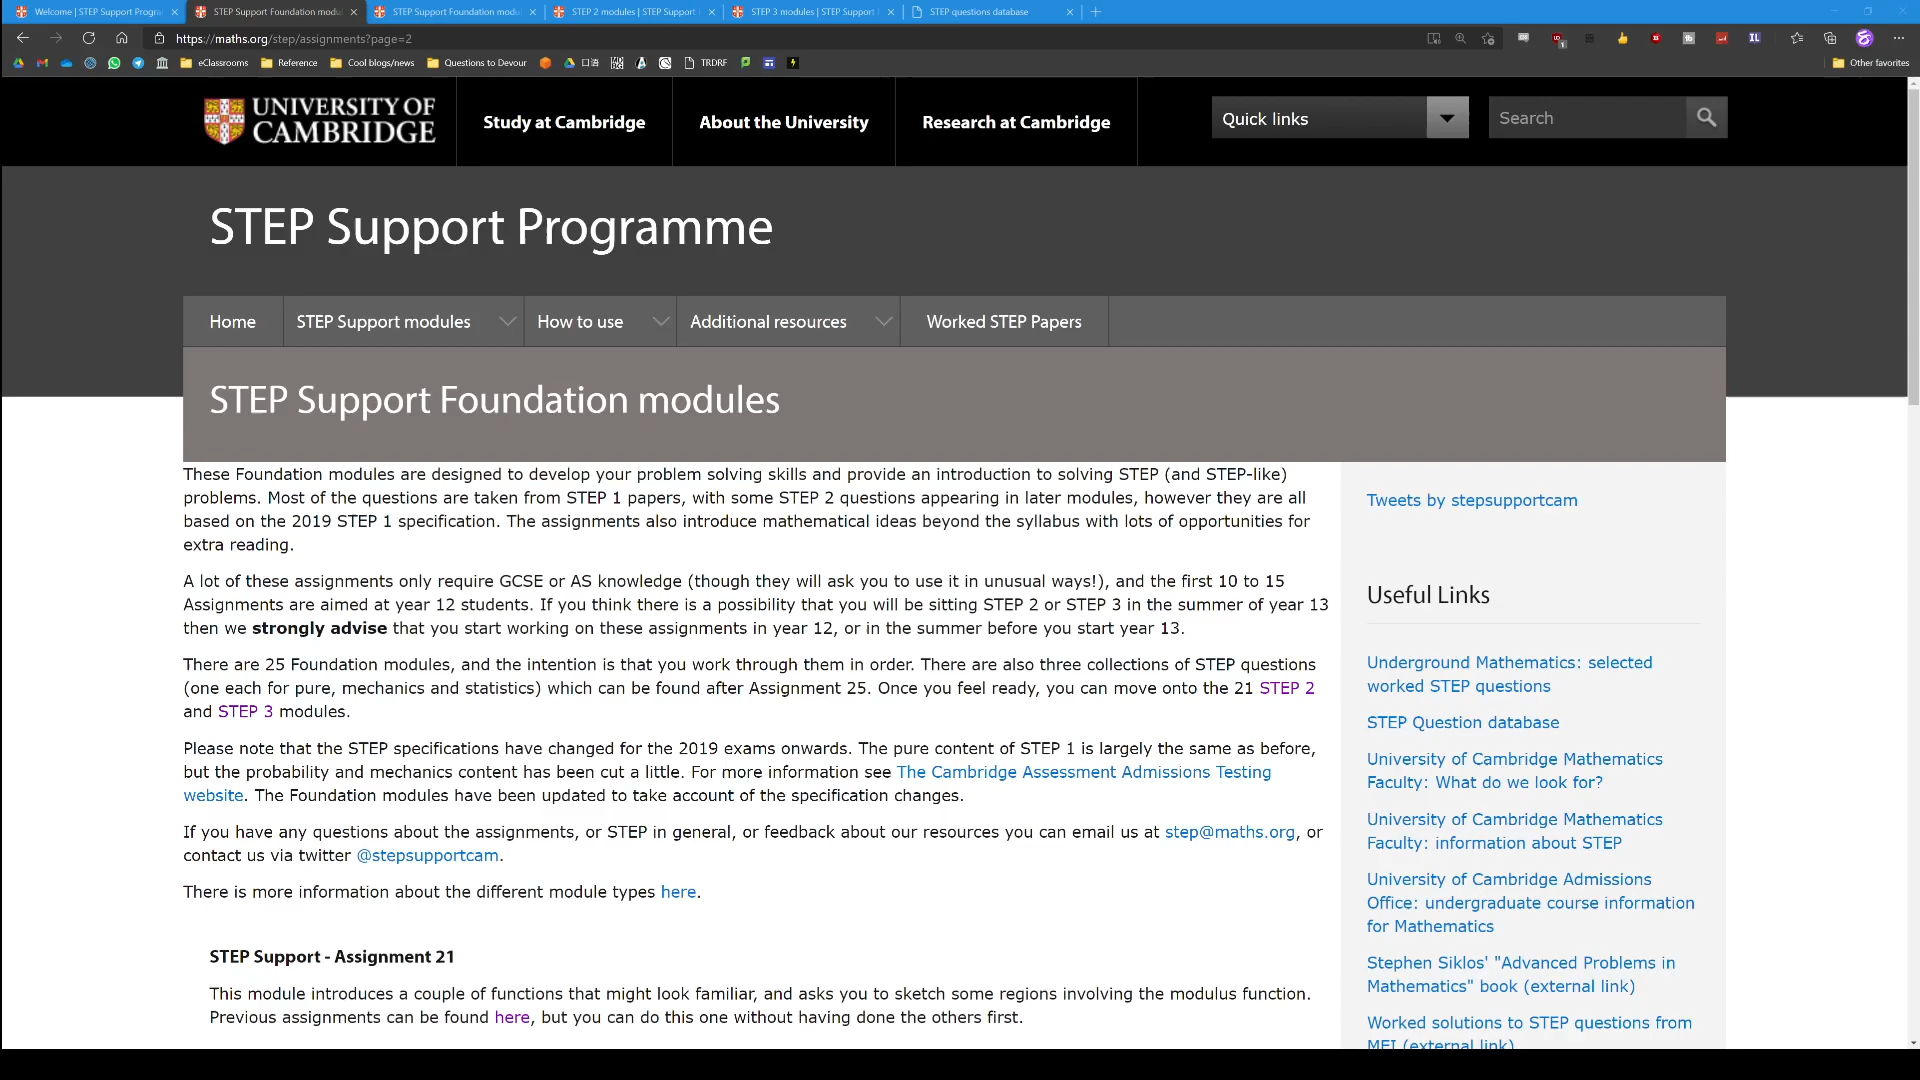 Welcome | STEP Support Progra
STEP Support Foundation modu
STEP Support Foundation modu
STEP 2 modules | STEP Support
STEP 3 modules | STEP Support
STEP questions database
https://maths.org/step/assignments?page=2
eClassrooms
Reference
Cool blogs/news
Questions to Devour
口语
TRDRF
Other favorites
UNIVERSITY OF
CAMBRIDGE
Study at Cambridge
About the University
Research at Cambridge
Quick links
Search
STEP Support Programme
Home
STEP Support modules
How to use
Additional resources
Worked STEP Papers
STEP Support Foundation modules
These Foundation modules are designed to develop your problem solving skills and provide an introduction to solving STEP (and STEP-like)
problems. Most of the questions are taken from STEP 1 papers, with some STEP 2 questions appearing in later modules, however they are all
based on the 2019 STEP 1 specification. The assignments also introduce mathematical ideas beyond the syllabus with lots of opportunities for
extra reading.
A lot of these assignments only require GCSE or AS knowledge (though they will ask you to use it in unusual ways!), and the first 10 to 15
Assignments are aimed at year 12 students. If you think there is a possibility that you will be sitting STEP 2 or STEP 3 in the summer of year 13
then we strongly advise that you start working on these assignments in year 12, or in the summer before you start year 13.
There are 25 Foundation modules, and the intention is that you work through them in order. There are also three collections of STEP questions
(one each for pure, mechanics and statistics) which can be found after Assignment 25. Once you feel ready, you can move onto the 21 STEP 2
and STEP 3 modules.
Please note that the STEP specifications have changed for the 2019 exams onwards. The pure content of STEP 1 is largely the same as before,
but the probability and mechanics content has been cut a little. For more information see The Cambridge Assessment Admissions Testing
website. The Foundation modules have been updated to take account of the specification changes.
If you have any questions about the assignments, or STEP in general, or feedback about our resources you can email us at step@maths.org, or
contact us via twitter @stepsupportcam.
There is more information about the different module types here.
STEP Support - Assignment 21
This module introduces a couple of functions that might look familiar, and asks you to sketch some regions involving the modulus function.
Previous assignments can be found here, but you can do this one without having done the others first.
Tweets by stepsupportcam
Useful Links
Underground Mathematics: selected
worked STEP questions
STEP Question database
University of Cambridge Mathematics
Faculty: What do we look for?
University of Cambridge Mathematics
Faculty: information about STEP
University of Cambridge Admissions
Office: undergraduate course information
for Mathematics
Stephen Siklos' "Advanced Problems in
Mathematics" book (external link)
Worked solutions to STEP questions from
MEI (external link)